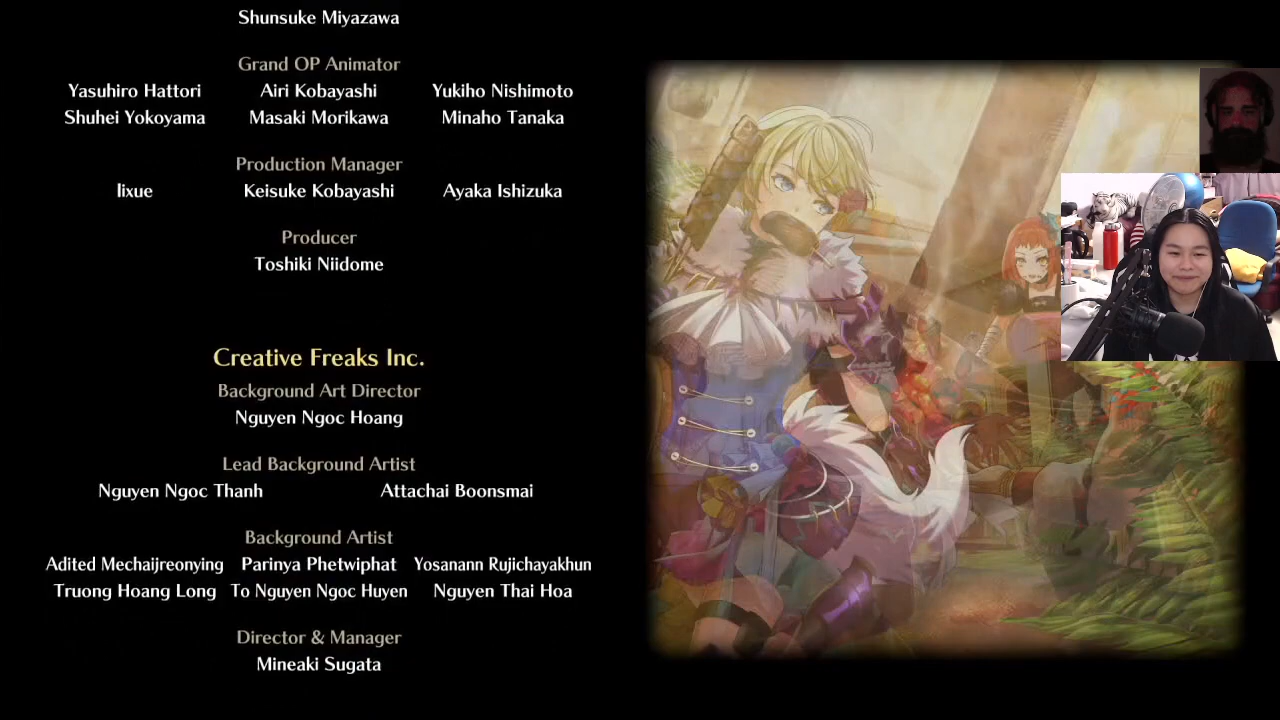 Shunsuke Miyazawa
Grand OP Animator
Yasuhiro Hattori Airi Kobayashi Yukiho Nishimoto
Shuhei Yokoyama Masaki Morikawa Minaho Tanaka
Production Manager
lixue Keisuke Kobayashi Ayaka Ishizuka
Producer
Toshiki Niidome
Creative Freaks Inc.
Background Art Director
Nguyen Ngoc Hoang
Lead Background Artist
Nguyen Ngoc Thanh Attachai Boonsmai
Background Artist
Adited Mechaijreonying Parinya Phetwiphat Yosanann Rujichayakhun
Truong Hoang Long To Nguyen Ngoc Huyen Nguyen Thai Hoa
Director & Manager
Mineaki Sugata